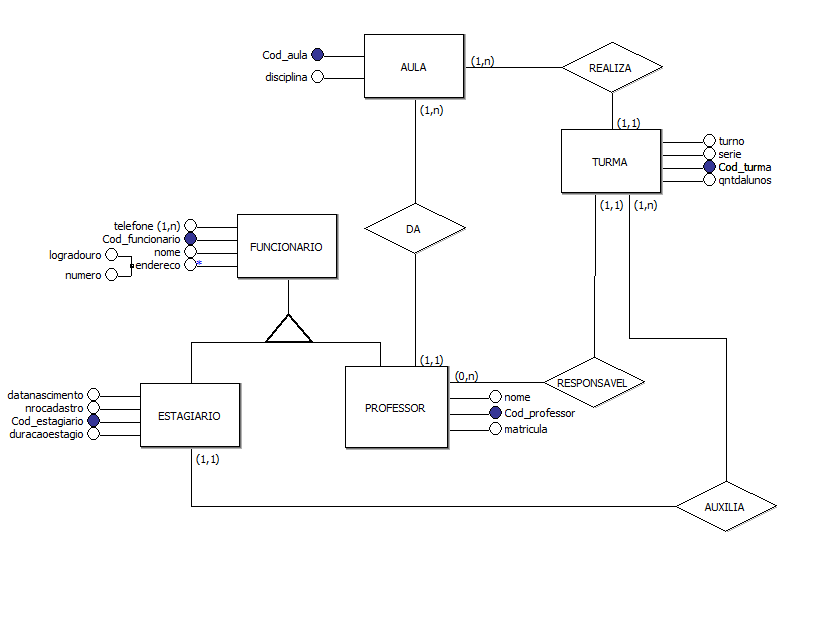 Cod_aula
disciplina
AULA
(1,n)
REALIZA
(1,n)
(1,1)
TURMA
turno
serie
Cod_turma
qntdalunos
(1,1)
(1,n)
telefone (1,n)
Cod_funcionario
nome
endereco
*
logradouro
numero
FUNCIONARIO
DA
(1,1)
(0,n)
RESPONSAVEL
PROFESSOR
nome
Cod_professor
matricula
datanascimento
nrocadastro
Cod_estagiario
duracaoestagio
ESTAGIARIO
(1,1)
AUXILIA